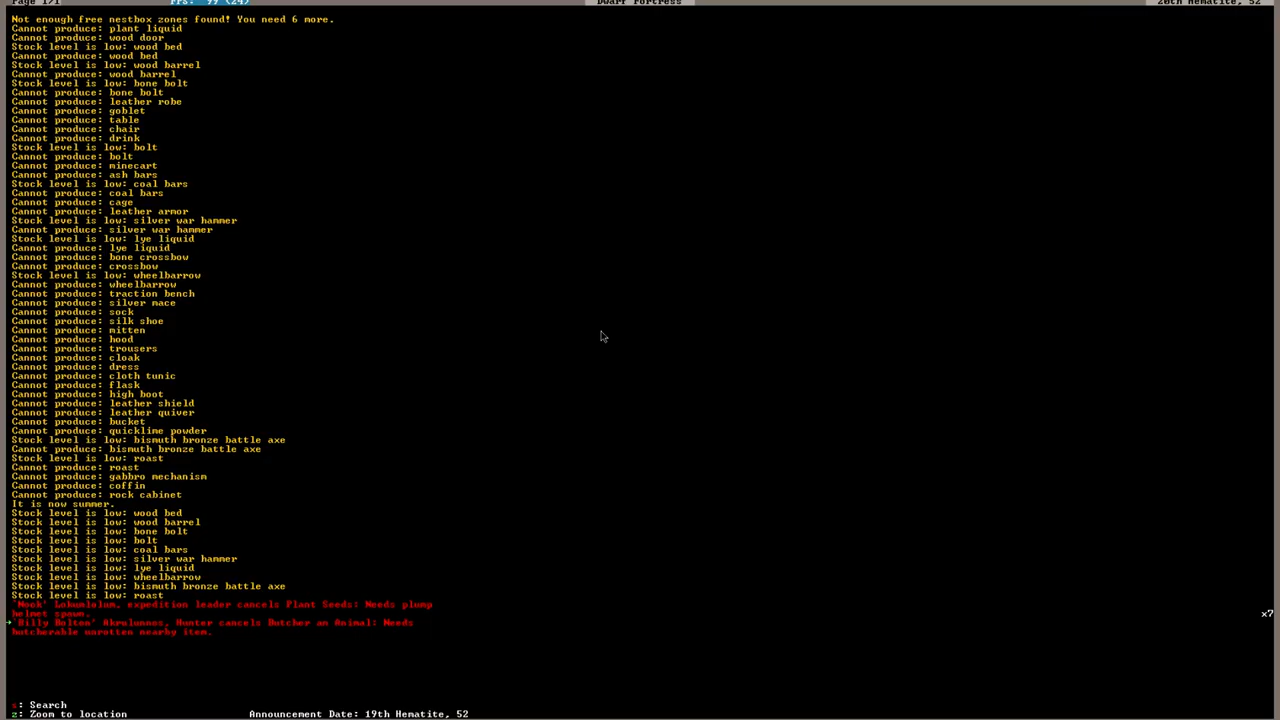 Page 1/1 FPS: 99 (24) Dwarf Fortress 20th Hematite, 52
Not enough free nestbox zones found! You need 6 more.
Cannot produce: plant liquid
Cannot produce: wood door
Stock level is low: wood bed
Cannot produce: wood bed
Stock level is low: wood barrel
Cannot produce: wood barrel
Stock level is low: bone bolt
Cannot produce: bone bolt
Cannot produce: leather robe
Cannot produce: goblet
Cannot produce: table
Cannot produce: chair
Cannot produce: drink
Stock level is low: bolt
Cannot produce: bolt
Cannot produce: minecart
Cannot produce: ash bars
Stock level is low: coal bars
Cannot produce: coal bars
Cannot produce: cage
Cannot produce: leather armor
Stock level is low: silver war hammer
Cannot produce: silver war hammer
Stock level is low: lye liquid
Cannot produce: lye liquid
Cannot produce: bone crossbow
Cannot produce: crossbow
Stock level is low: wheelbarrow
Cannot produce: wheelbarrow
Cannot produce: traction bench
Cannot produce: silver mace
Cannot produce: sock
Cannot produce: silk shoe
Cannot produce: mitten
Cannot produce: hood
Cannot produce: trousers
Cannot produce: cloak
Cannot produce: dress
Cannot produce: cloth tunic
Cannot produce: flask
Cannot produce: high boot
Cannot produce: leather shield
Cannot produce: leather quiver
Cannot produce: bucket
Cannot produce: quicklime powder
Stock level is low: bismuth bronze battle axe
Cannot produce: bismuth bronze battle axe
Stock level is low: roast
Cannot produce: roast
Cannot produce: gabbro mechanism
Cannot produce: coffin
Cannot produce: rock cabinet
It is now summer.
Stock level is low: wood bed
Stock level is low: wood barrel
Stock level is low: bone bolt
Stock level is low: bolt
Stock level is low: coal bars
Stock level is low: silver war hammer
Stock level is low: lye liquid
Stock level is low: wheelbarrow
Stock level is low: bismuth bronze battle axe
Stock level is low: roast
expedition leader cancels Plant Seeds: Needs plump
helmet spawn. x7
'Billy Bolten' Hunter cancels Butcher an Animal: Needs
butcherable unrotten nearby item.
s: Search
z: Zoom to location Announcement Date: 19th Hematite, 52